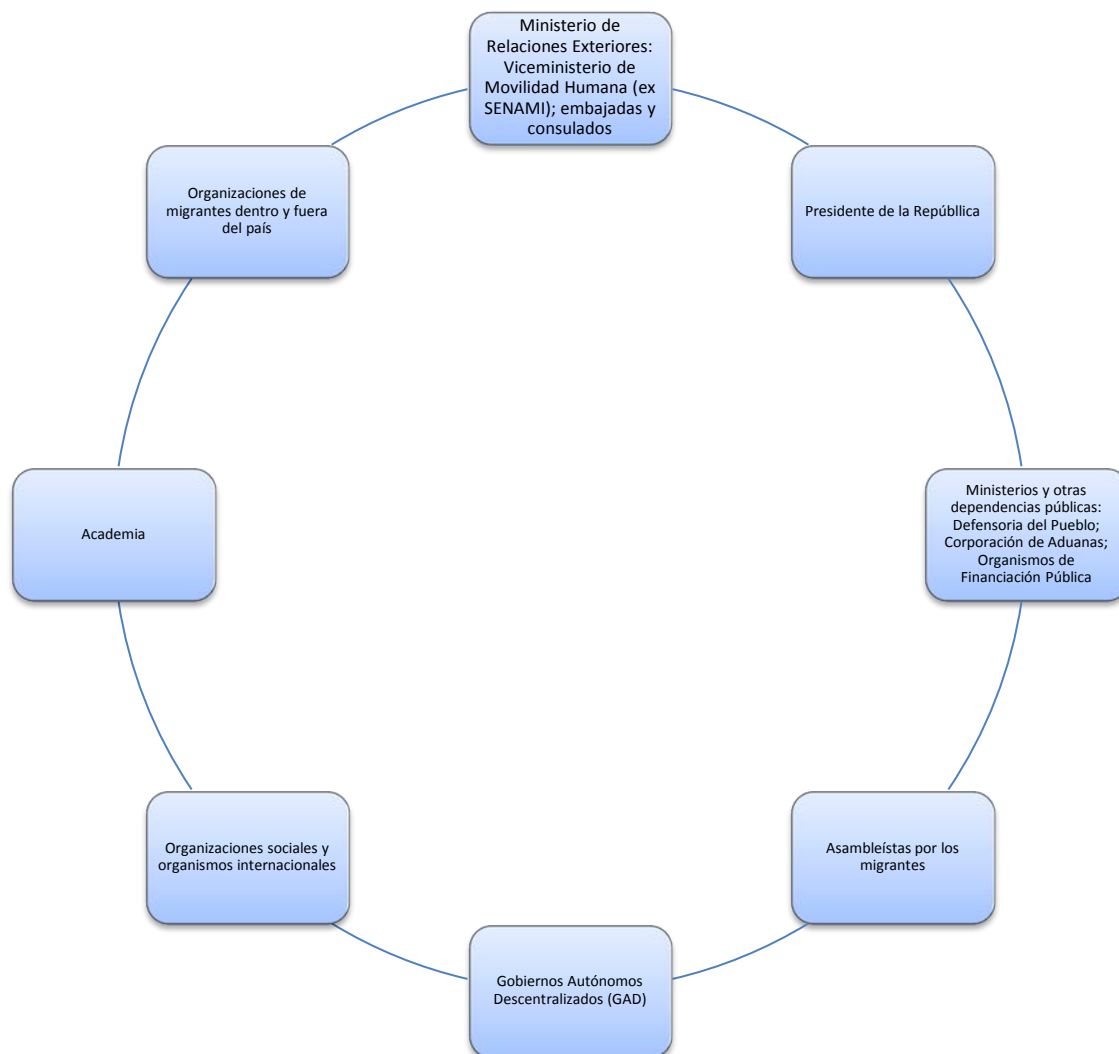 Ministerio de
Relaciones Exteriores:
Viceministerio de
Movilidad Humana (ex
SENAMI); embajadas y
consulados
Presidente de la Repúbllica
Ministerios y otras
dependencias públicas:
Defensoria del Pueblo;
Corporación de Aduanas;
Organismos de
Financiación Pública
Asambleístas por los
migrantes
Gobiernos Autónomos
Descentralizados (GAD)
Organizaciones sociales y
organismos internacionales
Academia
Organizaciones de
migrantes dentro y fuera
del país